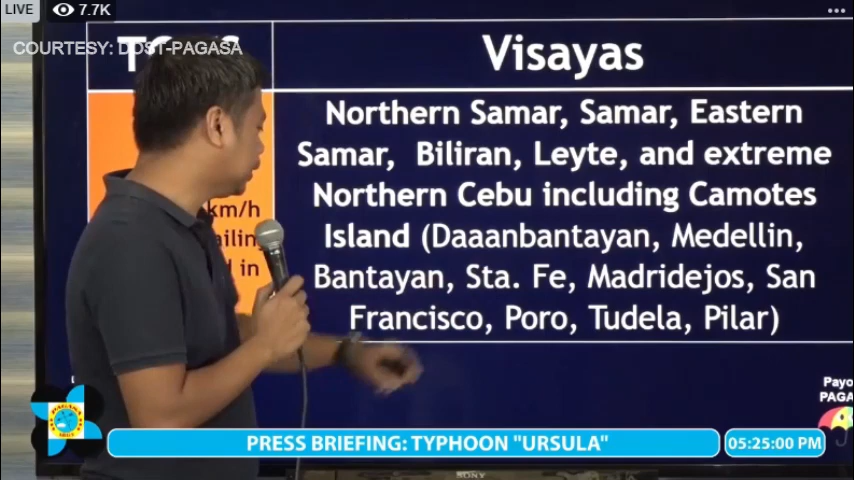 LIVE 7.7K
COURTESY: DOST-PAGASA
Visayas
Northern Samar, Samar, Eastern
Samar, Biliran, Leyte, and extreme
Northern Cebu including Camotes
Island (Daaanbantayan, Medellin,
Bantayan, Sta. Fe, Madridejos, San
Francisco, Poro, Tudela, Pilar)
km/h
in
PRESS BRIEFING: TYPHOON "URSULA"
05:25:00 PM
SONY